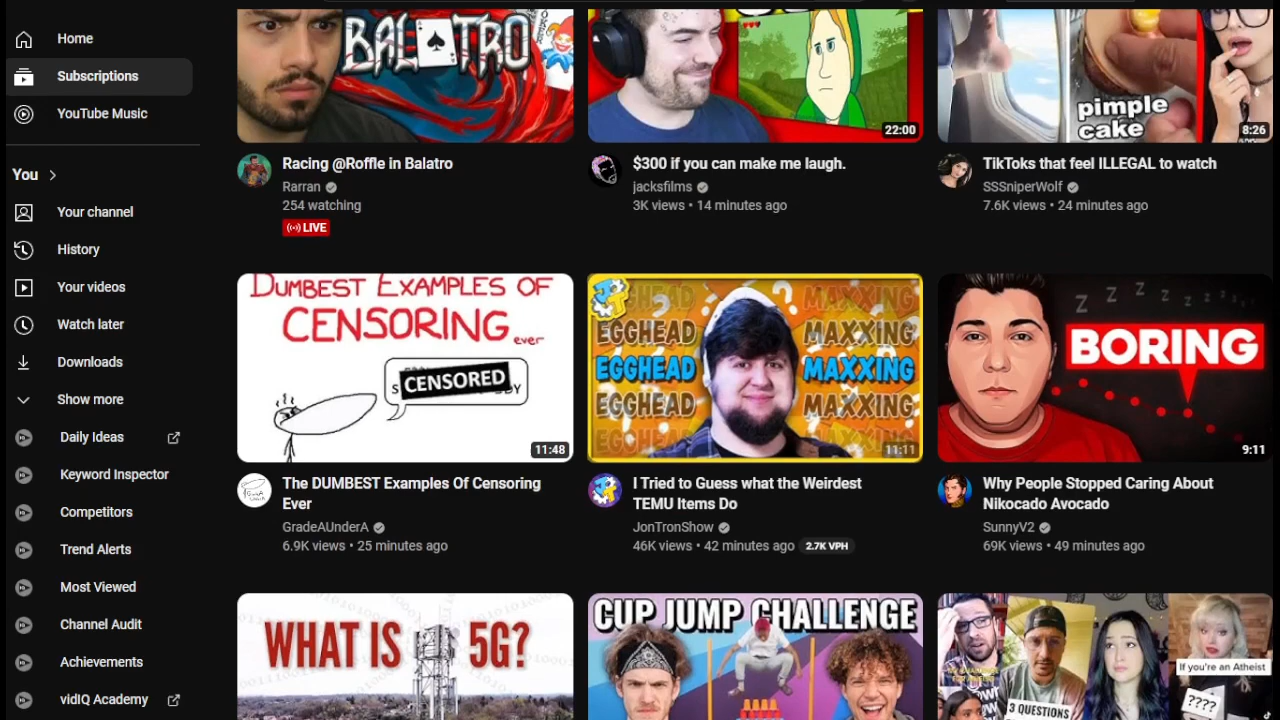 Home
Subscriptions
YouTube Music
You
Your channel
History
Your videos
Watch later
Downloads
Show more
Daily Ideas
Keyword Inspector
Competitors
Trend Alerts
Most Viewed
Channel Audit
Achievements
vidIQ Academy
BALATRO
Racing @Roffle in Balatro
Rarran
254 watching
LIVE
22:00
$300 if you can make me laugh.
jacksfilms
3K views • 14 minutes ago
pimple
cake
8:26
TikToks that feel ILLEGAL to watch
SSSniperWolf
7.6K views • 24 minutes ago
DUMBEST EXAMPLES OF
CENSORING ever
CENSORED
11:48
The DUMBEST Examples Of Censoring
Ever
GradeAUnderA
6.9K views • 25 minutes ago
EGGHEAD MAXXING
EGGHEAD MAXXING
EGGHEAD MAXXING
EGGHEAD MAXXING
EGGHEAD MAXXING
11:11
I Tried to Guess what the Weirdest
TEMU Items Do
JonTronShow
46K views • 42 minutes ago 2.7K VPH
Z Z Z Z Z Z Z Z
BORING
9:11
Why People Stopped Caring About
Nikocado Avocado
SunnyV2
69K views • 49 minutes ago
WHAT IS 5G?
CUP JUMP CHALLENGE
3 QUESTIONS
If you're an Atheist
????